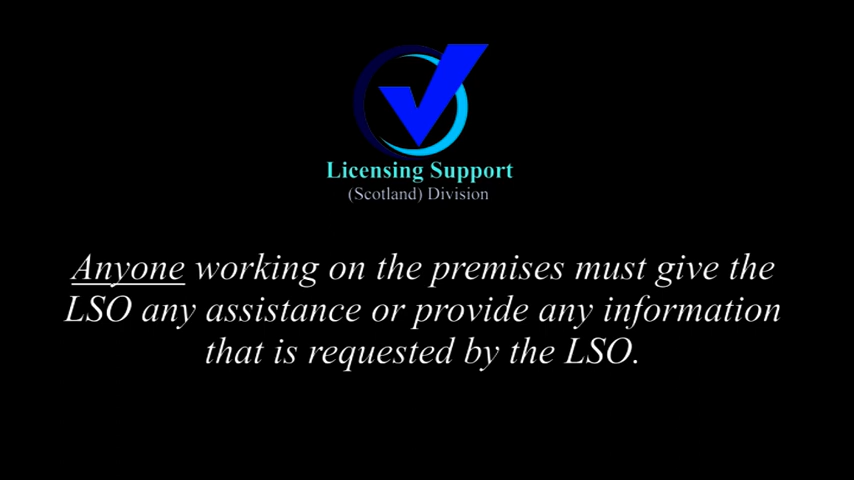 Licensing Support
(Scotland) Division
Anyone working on the premises must give the
LSO any assistance or provide any information
that is requested by the LSO.